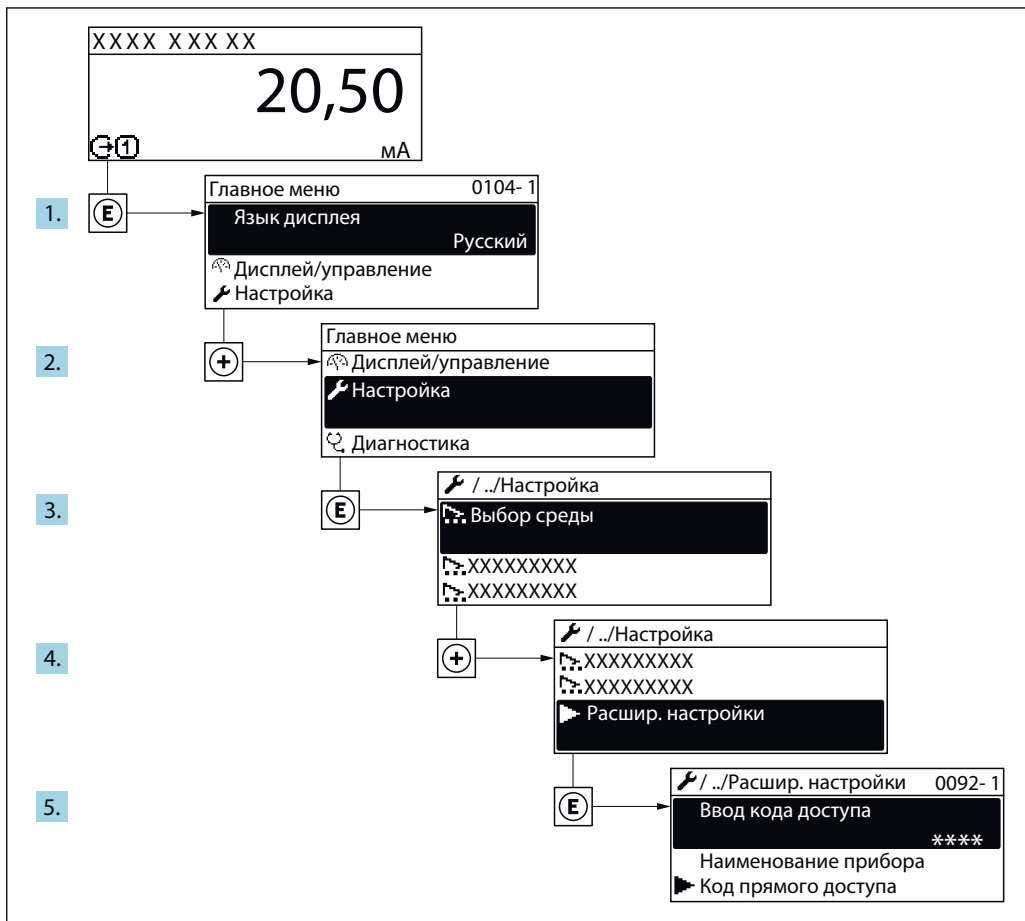 XXXX XXX XX
20,50
1
мА
1.
E
Главное меню 0104-1
Язык дисплея
Русский
Дисплей/управление
Настройка
2.
+
Главное меню
Дисплей/управление
Настройка
Диагностика
3.
E
/ ../Настройка
Выбор среды
XXXXXXXXX
XXXXXXXXX
4.
+
/ ../Настройка
XXXXXXXXX
XXXXXXXXX
Расшир. настройки
5.
E
/ ../Расшир. настройки 0092-1
Ввод кода доступа
****
Наименование прибора
Код прямого доступа